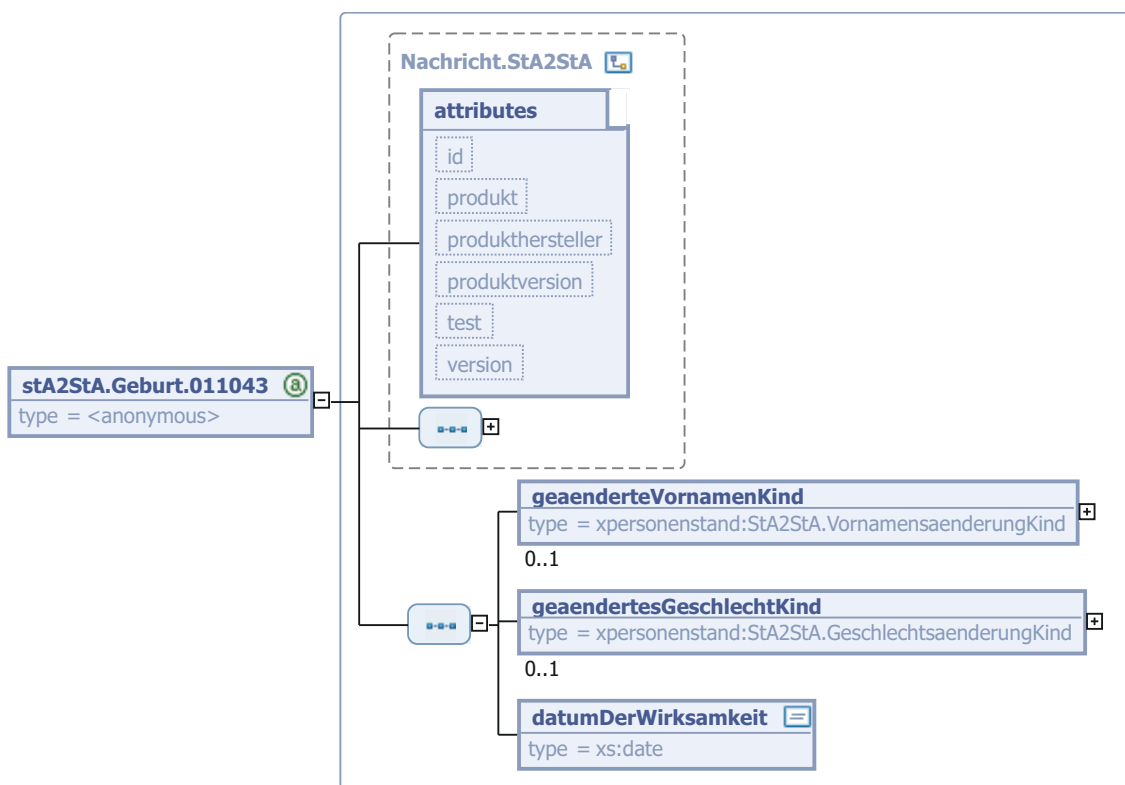 Nachricht.StA2StA
attributes
id
produkt
produkthersteller
produktversion
test
version
stA2StA.Geburt.011043
type = <anonymous>
geaenderteVornamenKind
type = xpersonenstand:StA2StA.VornamensaenderungKind
0..1
geaendertesGeschlechtKind
type = xpersonenstand:StA2StA.GeschlechtsaenderungKind
0..1
datumDerWirksamkeit
type = xs:date